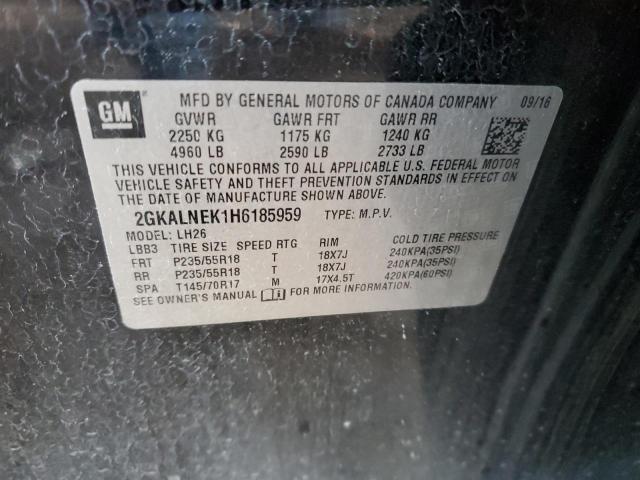 GM
MFD BY GENERAL MOTORS OF CANADA COMPANY 09/16
GVWR GAWR FRT GAWR RR
2250 KG 1175 KG 1240 KG
4960 LB 2590 LB 2733 LB
THIS VEHICLE CONFORMS TO ALL APPLICABLE U.S. FEDERAL MOTOR
VEHICLE SAFETY AND THEFT PREVENTION STANDARDS IN EFFECT ON
THE DATE OF MANUFACTURE SHOWN ABOVE.
2GKALNEK1H6185959 TYPE: M.P.V.
MODEL: LH26
LBB3 TIRE SIZE SPEED RTG RIM COLD TIRE PRESSURE
FRT P235/55R18 T 18X7J 240KPA(35PSI)
RR P235/55R18 T 18X7J 240KPA(35PSI)
SPA T145/70R17 M 17X4.5T 420KPA(60PSI)
SEE OWNER'S MANUAL FOR MORE INFORMATION.